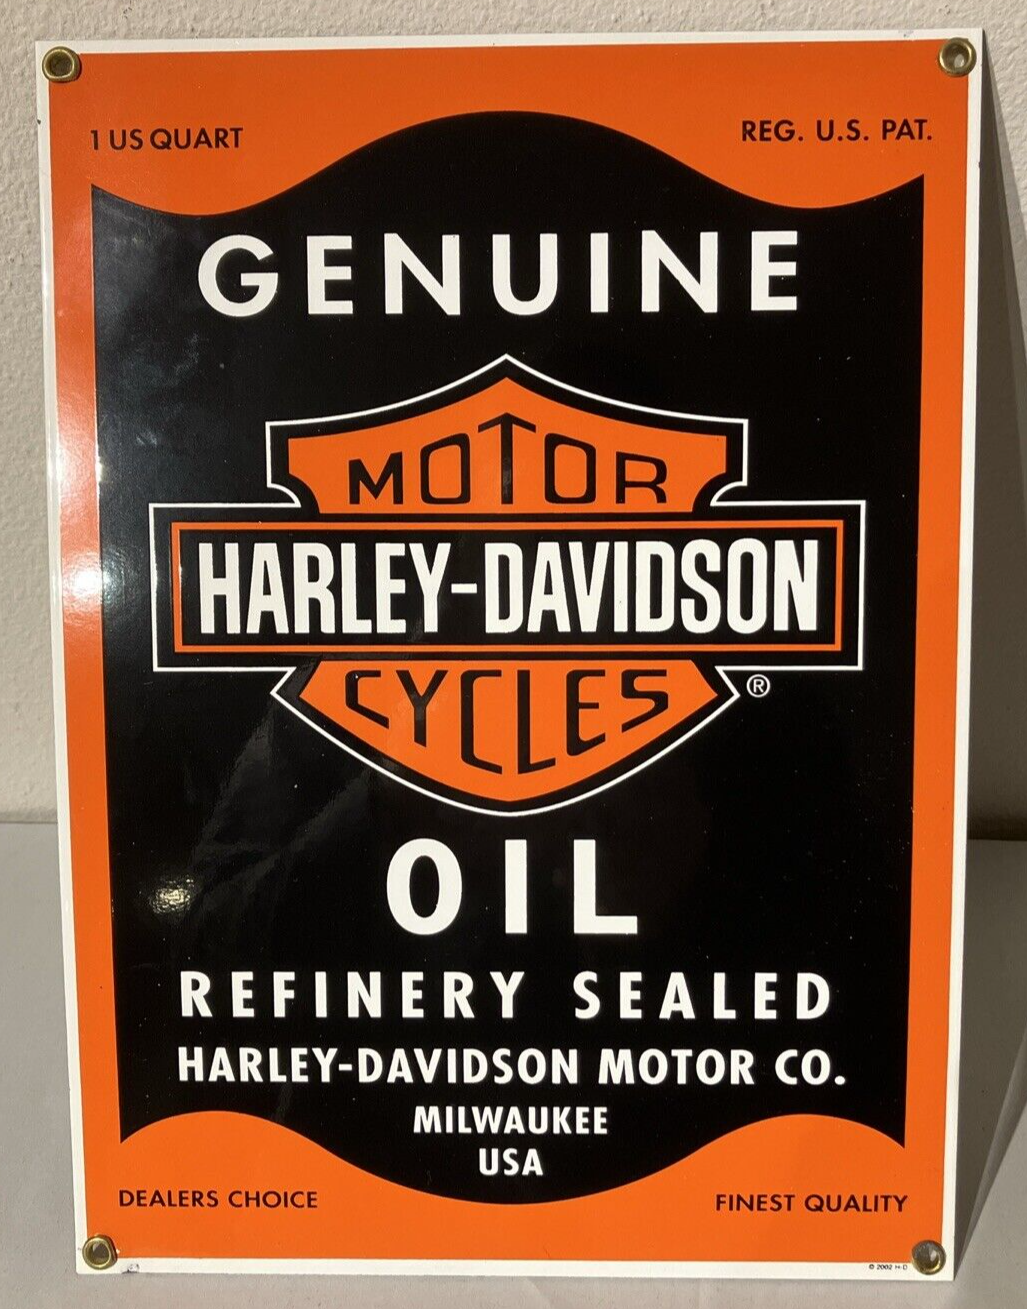 1 US QUART
REG. U.S. PAT.
GENUINE
MOTOR
HARLEY-DAVIDSON
CYCLES
®
OIL
REFINERY SEALED
HARLEY-DAVIDSON MOTOR CO.
MILWAUKEE
USA
DEALERS CHOICE
FINEST QUALITY
© 2002 H-D